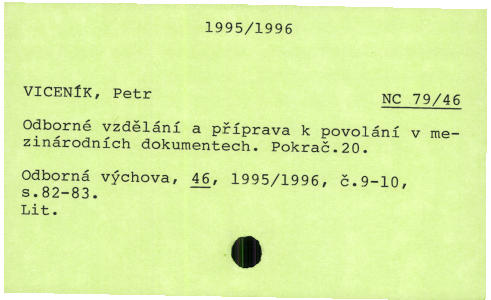 1995/1996
VICENÍK, Petr
NC 79/46
Odborné vzdělání a příprava k povolání v me-
zinárodních dokumentech. Pokrač.20.
Odborná výchova, 46, 1995/1996, č.9-10,
s.82-83.
Lit.